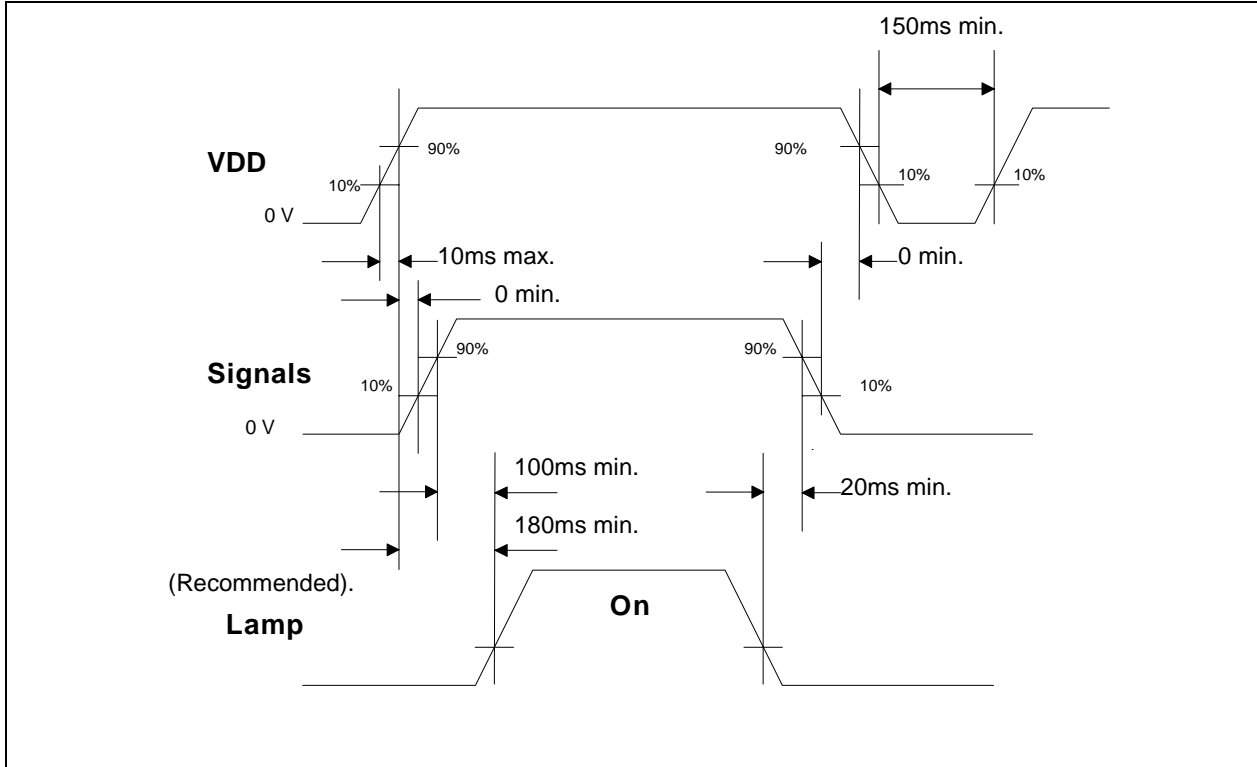 150ms min.
VDD
90%
90%
10%
10%
10%
0 V
10ms max.
0 min.
0 min.
90%
90%
Signals
10%
10%
0 V
100ms min.
20ms min.
180ms min.
(Recommended).
On
Lamp